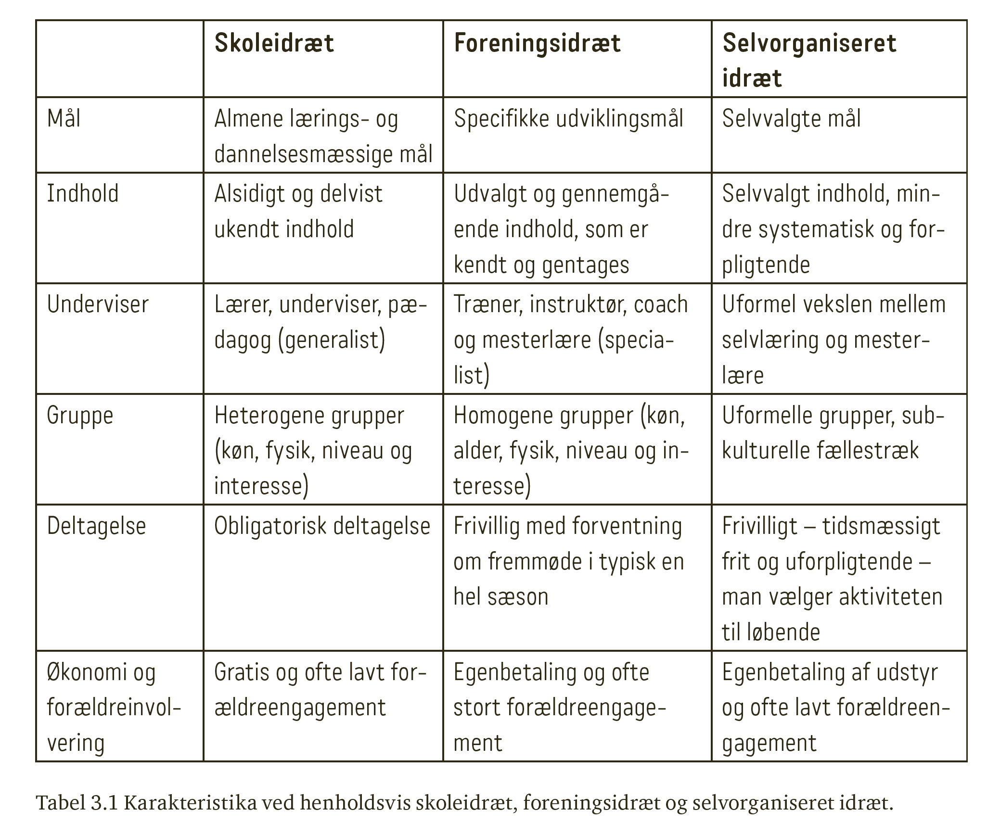 Skoleidræt
Foreningsidræt
Selvorganiseret
idræt
Mål
Almene lærings- og
dannelsesmæssige mål
Specifikke udviklingsmål
Selvvalgte mål
Indhold
Alsidigt og delvist
ukendt indhold
Udvalgt og gennemgå-
ende indhold, som er
kendt og gentages
Selvvalgt indhold, min-
dre systematisk og for-
pligtende
Underviser
Lærer, underviser, pæ-
dagog (generalist)
Træner, instruktør, coach
og mesterlære (specia-
list)
Uformel vekslen mellem
selvlæring og mester-
lære
Gruppe
Heterogene grupper
(køn, fysik, niveau og
interesse)
Homogene grupper (køn,
alder, fysik, niveau og in-
teresse)
Uformelle grupper, sub-
kulturelle fællestræk
Deltagelse
Obligatorisk deltagelse
Frivillig med forventning
om fremmøde i typisk en
hel sæson
Frivilligt – tidsmæssigt
frit og uforpligtende –
man vælger aktiviteten
til løbende
Økonomi og
forældreinvol-
vering
Gratis og ofte lavt for-
ældreengagement
Egenbetaling og ofte
stort forældreengage-
ment
Egenbetaling af udstyr
og ofte lavt forældreen-
gagement
Tabel 3.1 Karakteristika ved henholdsvis skoleidræt, foreningsidræt og selvorganiseret idræt.